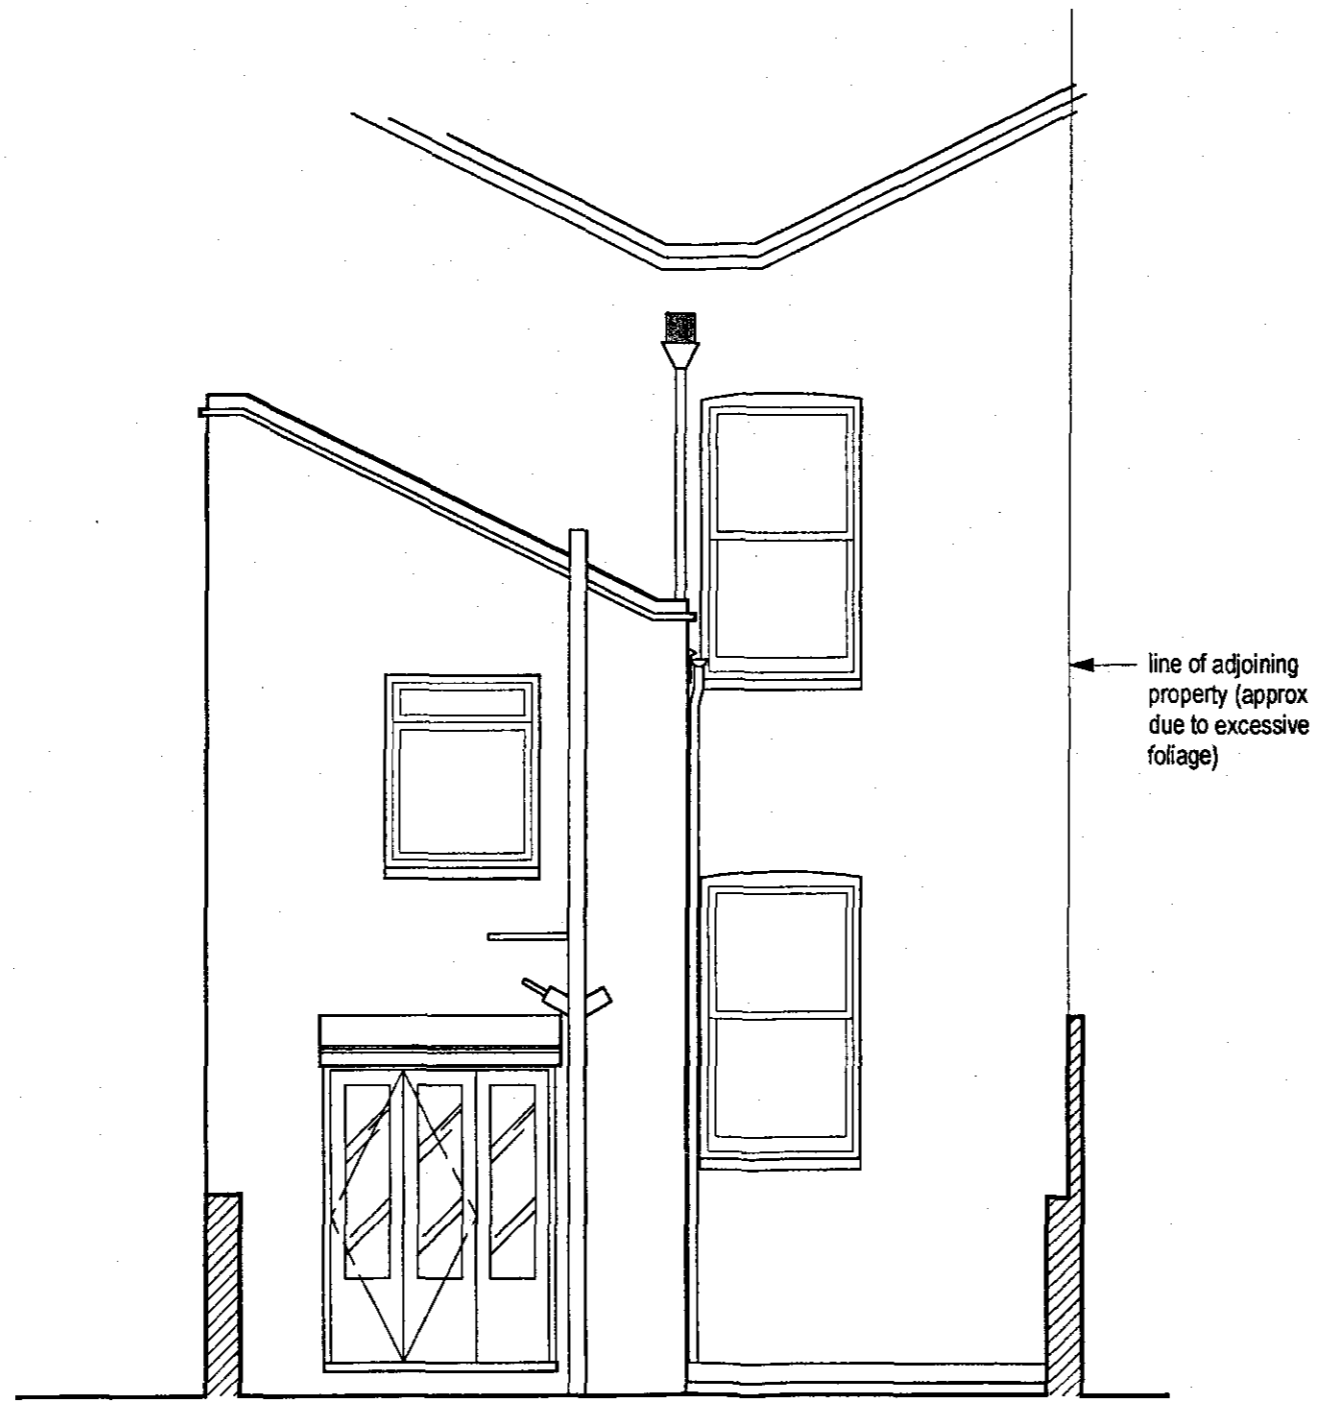 line of adjoining
property (approx
due to excessive
foliage)